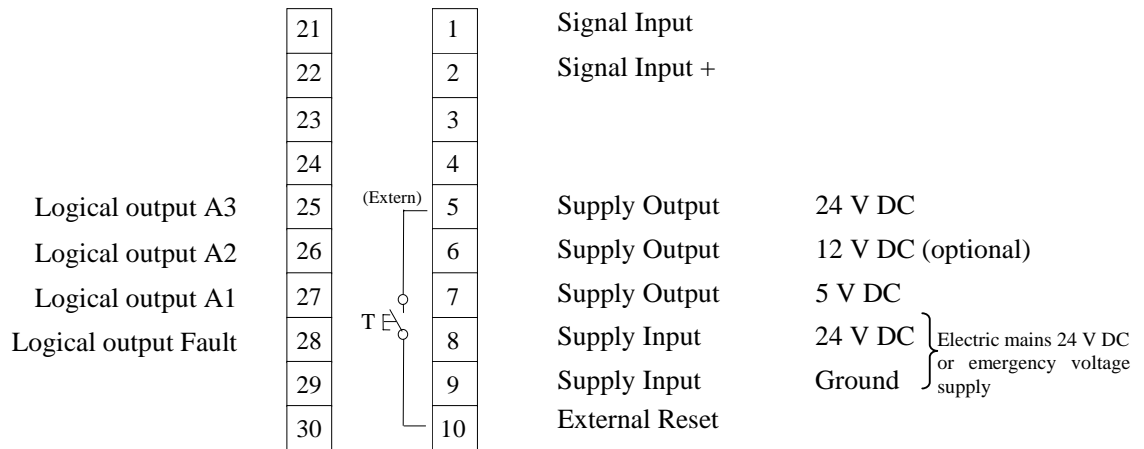 21 1 Signal Input
22 2 Signal Input +
23 3
24 4
Logical output A3 25 (Extern) 5 Supply Output 24 V DC
Logical output A2 26 6 Supply Output 12 V DC (optional)
Logical output A1 27 7 Supply Output 5 V DC
T
Logical output Fault 28 8 Supply Input 24 V DC
Electric mains 24 V DC
or emergency voltage
supply
29 9 Supply Input Ground
30 10 External Reset